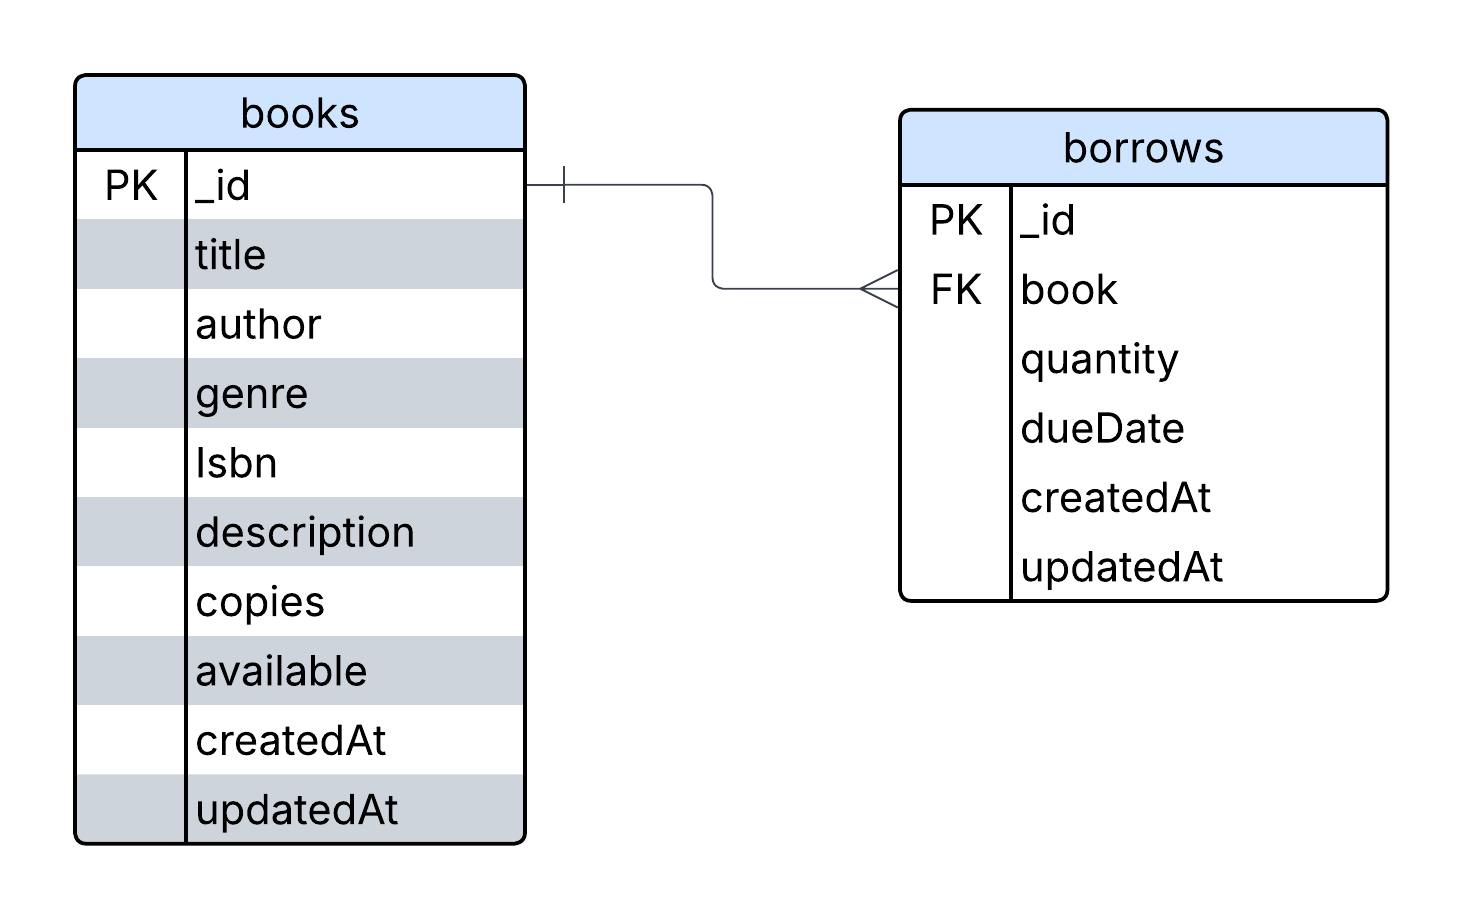 books
PK _id
title
author
genre
Isbn
description
copies
available
createdAt
updatedAt
borrows
PK _id
FK book
quantity
dueDate
createdAt
updatedAt